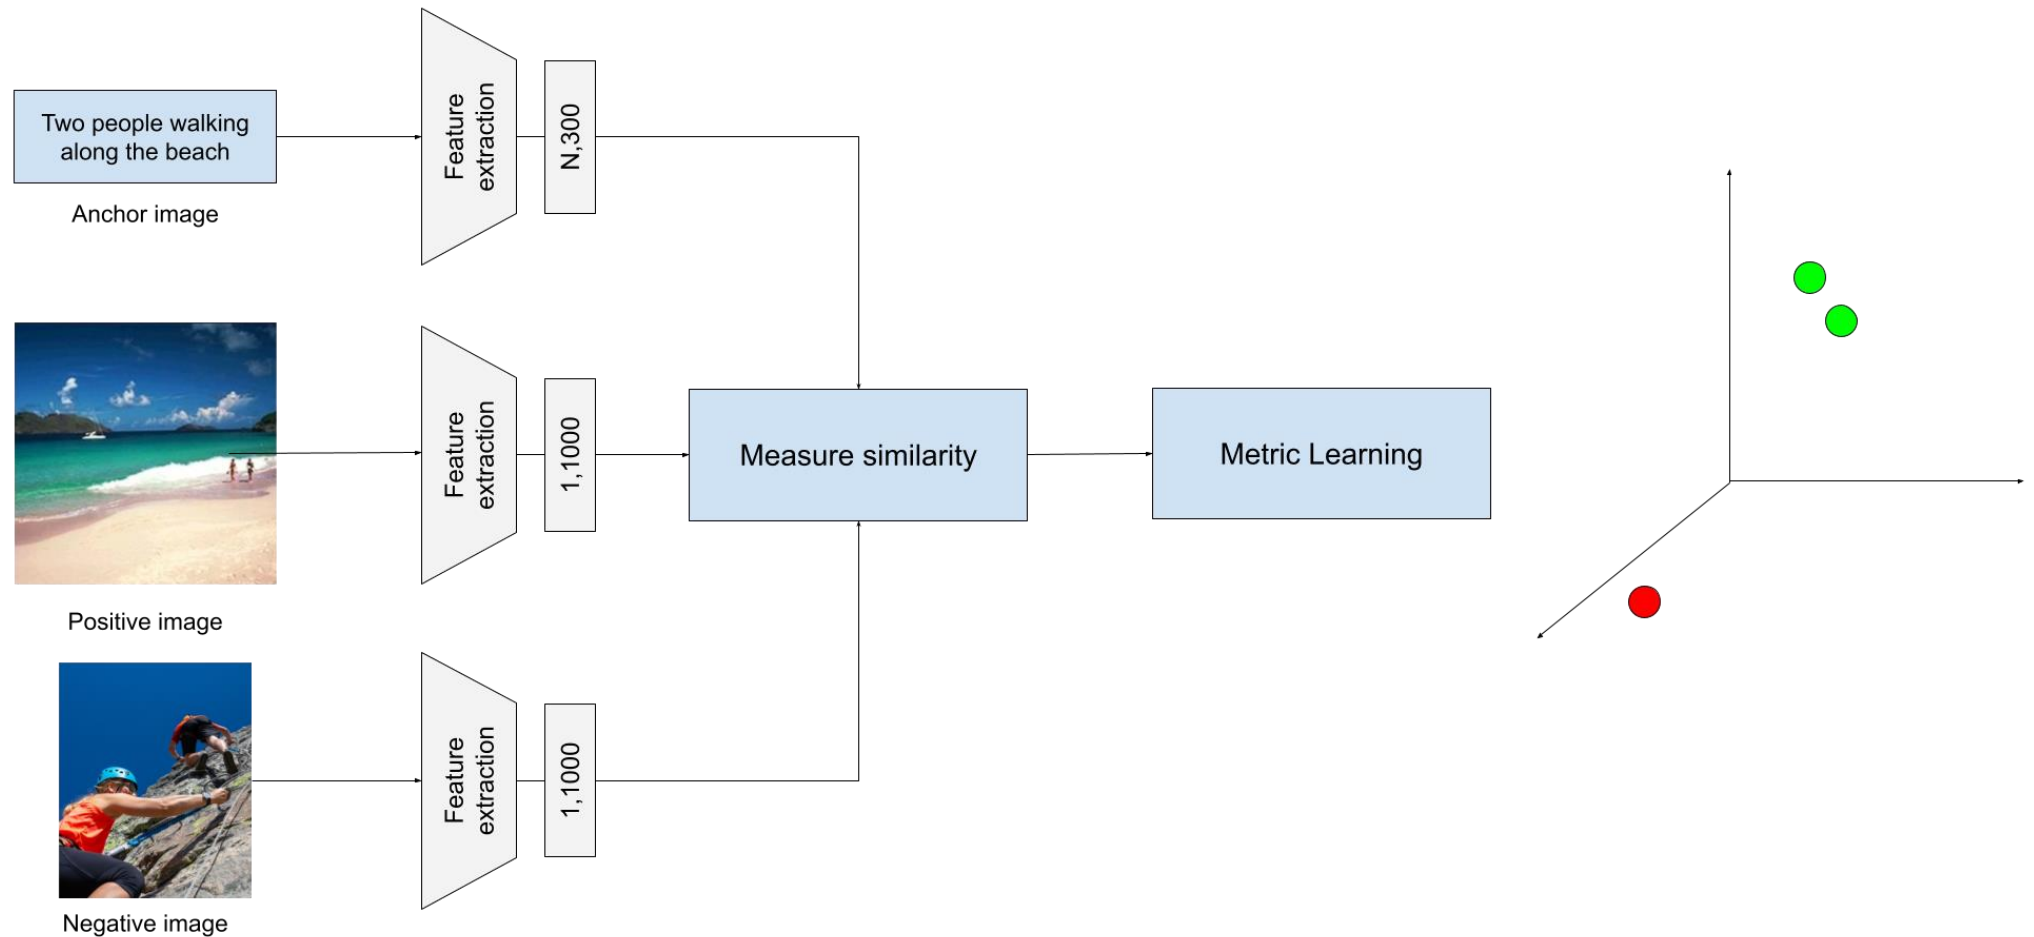 Two people walking
along the beach
Anchor image
Feature
extraction
N,300
Positive image
Feature
extraction
1,1000
Measure similarity
Metric Learning
Negative image
Feature
extraction
1,1000